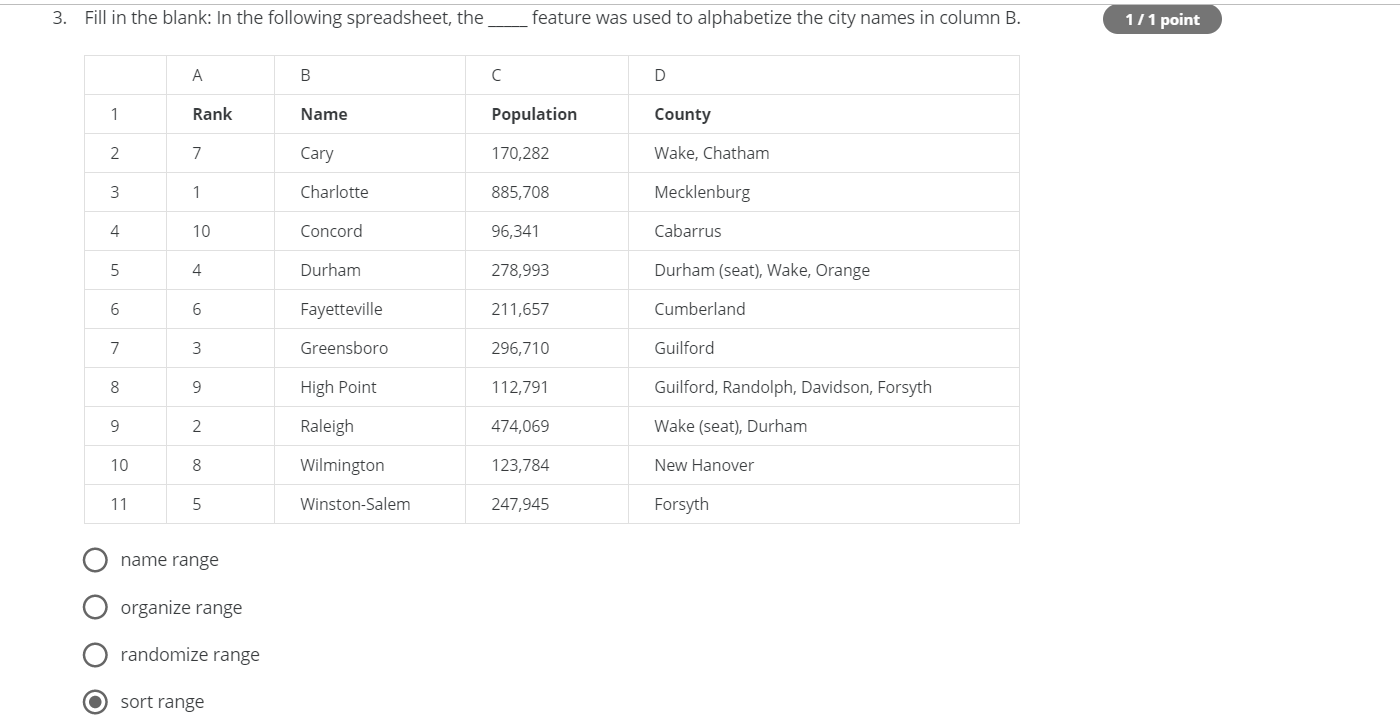 3. Fill in the blank: In the following spreadsheet, the _____ feature was used to alphabetize the city names in column B.
1 / 1 point
A B C D
1 Rank Name Population County
2 7 Cary 170,282 Wake, Chatham
3 1 Charlotte 885,708 Mecklenburg
4 10 Concord 96,341 Cabarrus
5 4 Durham 278,993 Durham (seat), Wake, Orange
6 6 Fayetteville 211,657 Cumberland
7 3 Greensboro 296,710 Guilford
8 9 High Point 112,791 Guilford, Randolph, Davidson, Forsyth
9 2 Raleigh 474,069 Wake (seat), Durham
10 8 Wilmington 123,784 New Hanover
11 5 Winston-Salem 247,945 Forsyth
name range
organize range
randomize range
sort range